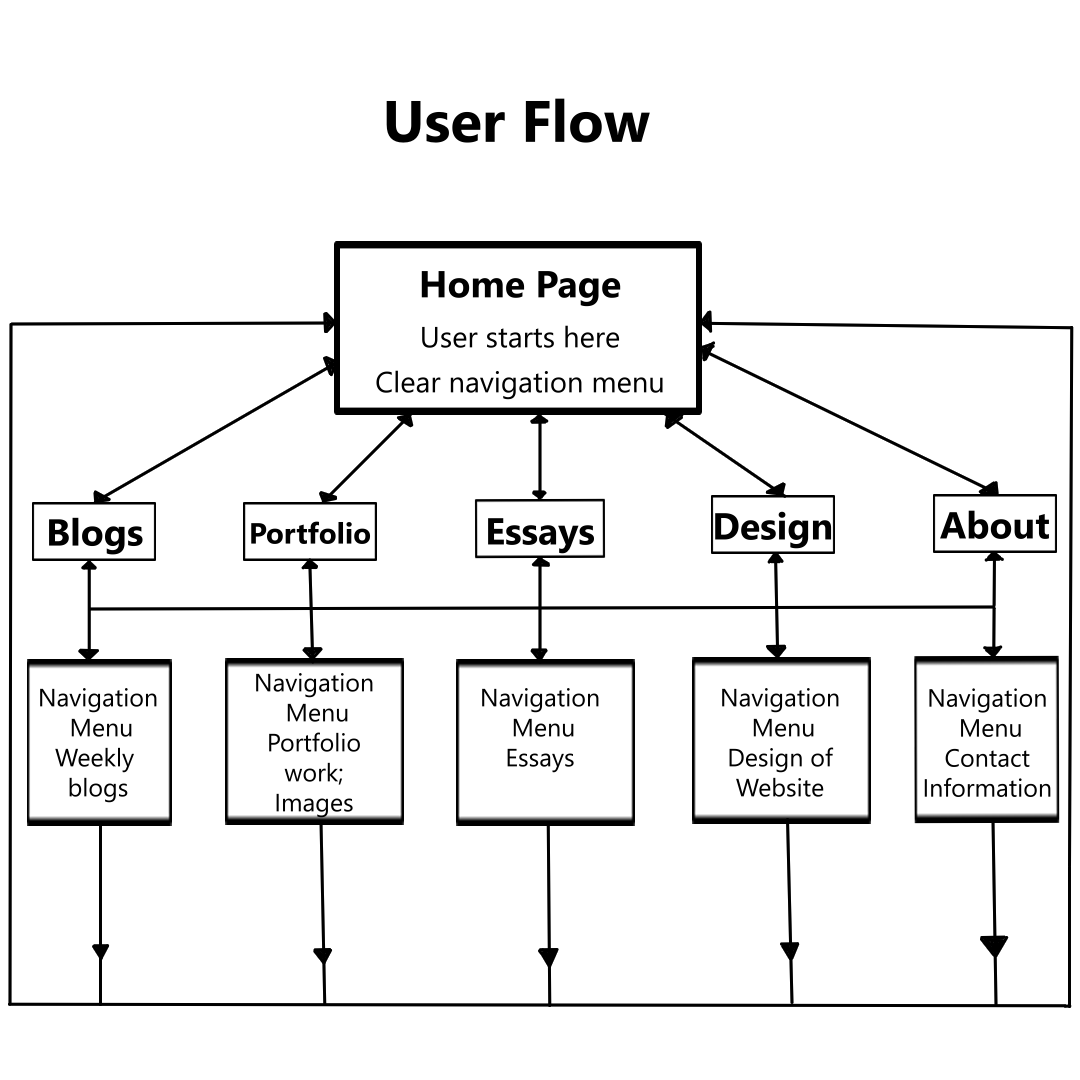 User Flow
Home Page
User starts here
Clear navigation menu
Blogs
Portfolio
Essays
Design
About
Navigation
Menu
Weekly
blogs
Navigation
Menu
Portfolio
work;
Images
Navigation
Menu
Essays
Navigation
Menu
Design of
Website
Navigation
Menu
Contact
Information